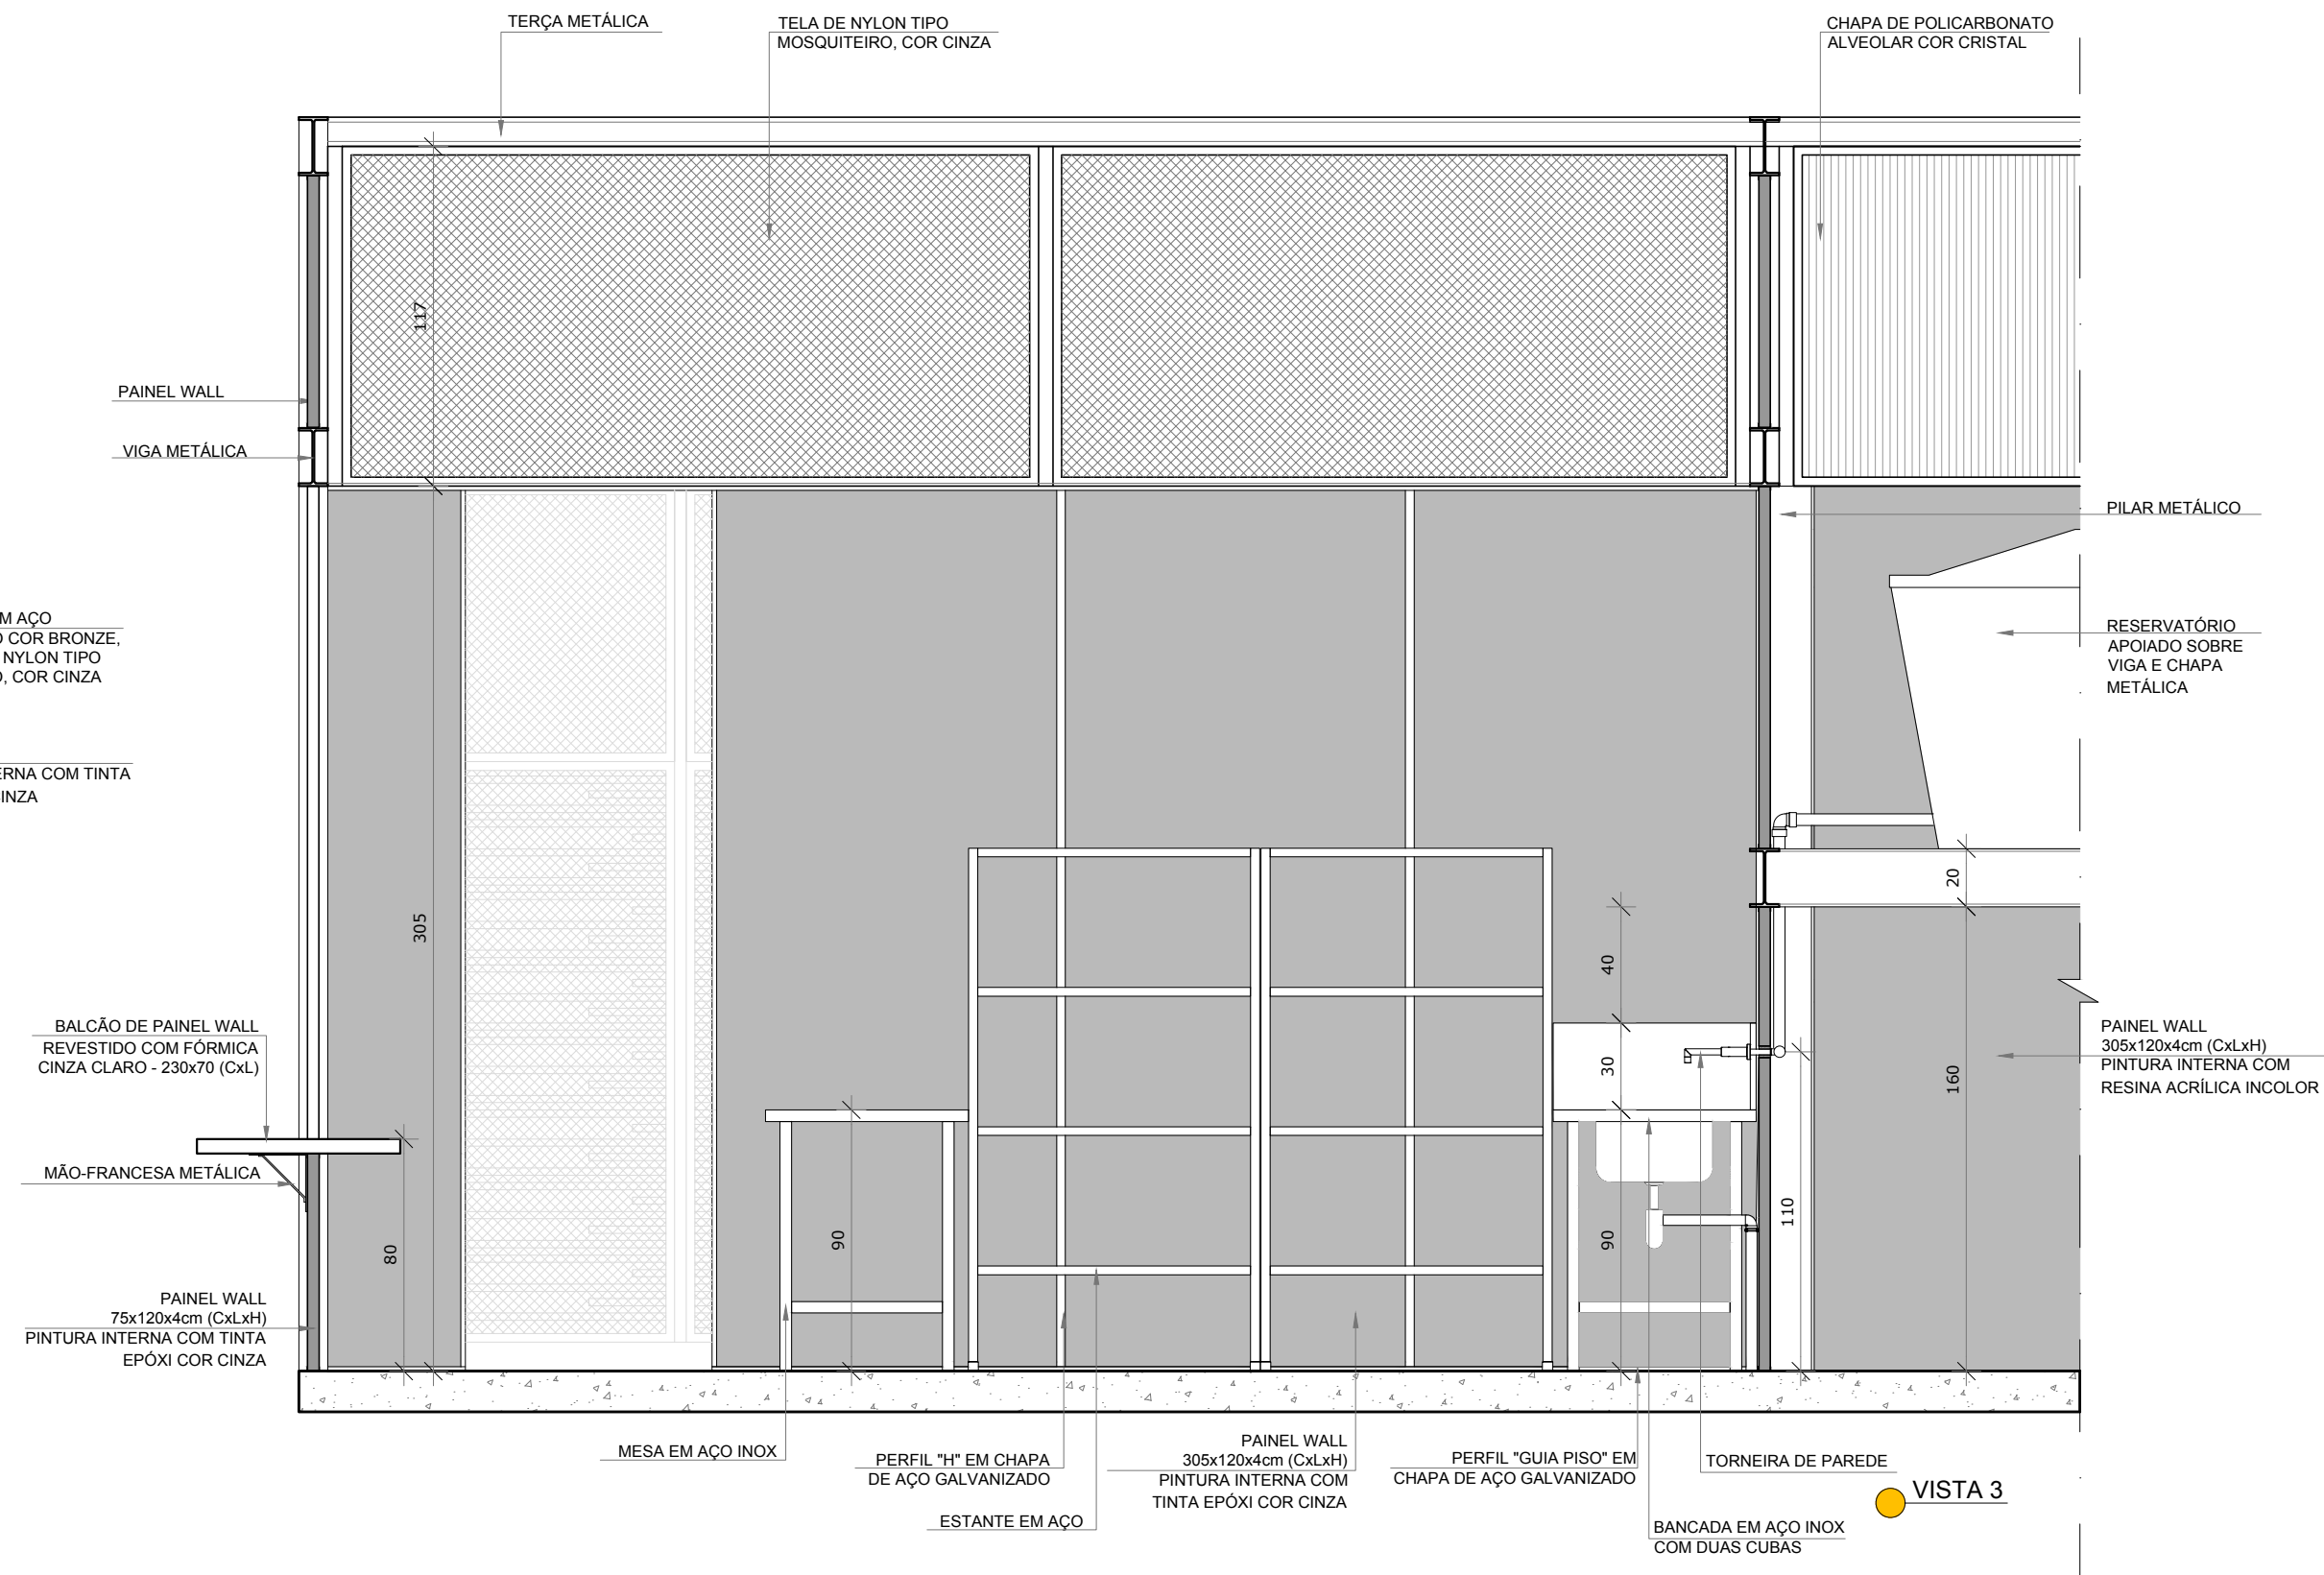 TERÇA METÁLICA
TELA DE NYLON TIPO
MOSQUITEIRO, COR CINZA
CHAPA DE POLICARBONATO
ALVEOLAR COR CRISTAL
117
PAINEL WALL
VIGA METÁLICA
PILAR METÁLICO
M AÇO
O COR BRONZE,
NYLON TIPO
O, COR CINZA
RESERVATÓRIO
APOIADO SOBRE
VIGA E CHAPA
METÁLICA
ERNA COM TINTA
INZA
305
20
40
30
160
BALCÃO DE PAINEL WALL
REVESTIDO COM FÓRMICA
CINZA CLARO - 230x70 (CxL)
PAINEL WALL
305x120x4cm (CxLxH)
PINTURA INTERNA COM
RESINA ACRÍLICA INCOLOR
MÃO-FRANCESA METÁLICA
80
90
90
110
PAINEL WALL
75x120x4cm (CxLxH)
PINTURA INTERNA COM TINTA
EPÓXI COR CINZA
MESA EM AÇO INOX
PERFIL "H" EM CHAPA
DE AÇO GALVANIZADO
ESTANTE EM AÇO
PAINEL WALL
305x120x4cm (CxLxH)
PINTURA INTERNA COM
TINTA EPÓXI COR CINZA
PERFIL "GUIA PISO" EM
CHAPA DE AÇO GALVANIZADO
TORNEIRA DE PAREDE
BANCADA EM AÇO INOX
COM DUAS CUBAS
VISTA 3